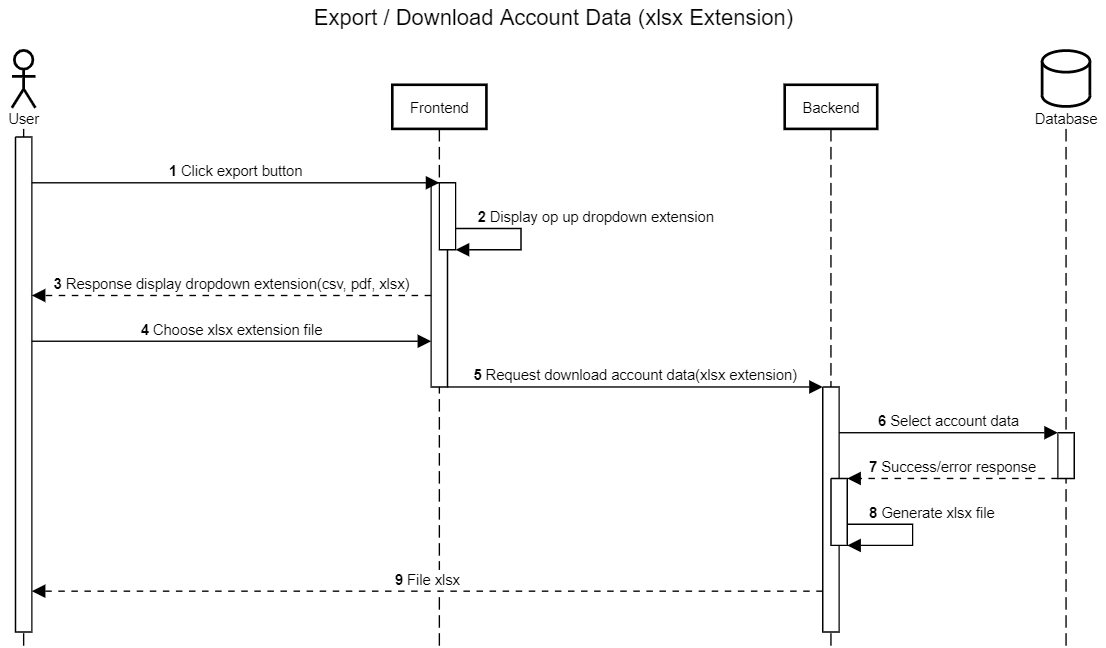 Export / Download Account Data (xlsx Extension)
User
Frontend
Backend
Database
1 Click export button
2 Display op up dropdown extension
3 Response display dropdown extension(csv, pdf, xlsx)
4 Choose xlsx extension file
5 Request download account data(xlsx extension)
6 Select account data
7 Success/error response
8 Generate xlsx file
9 File xlsx